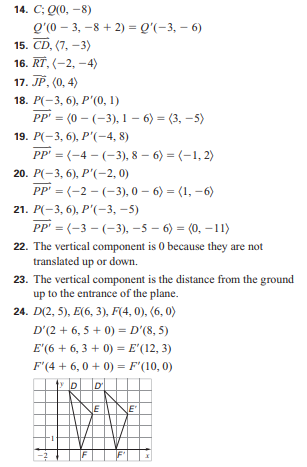 14. C; Q(0, −8)
Q′(0 − 3, −8 + 2) = Q′(−3, − 6)
15. CD, ⟨7, −3⟩
16. RT, ⟨−2, −4⟩
17. JP, ⟨0, 4⟩
18. P(−3, 6), P′(0, 1)
PP′ = ⟨0 − (−3), 1 − 6⟩ = ⟨3, −5⟩
19. P(−3, 6), P′(−4, 8)
PP′ = ⟨−4 − (−3), 8 − 6⟩ = ⟨−1, 2⟩
20. P(−3, 6), P′(−2, 0)
PP′ = ⟨−2 − (−3), 0 − 6⟩ = ⟨1, −6⟩
21. P(−3, 6), P′(−3, −5)
PP′ = ⟨−3 − (−3), −5 − 6⟩ = ⟨0, −11⟩
22. The vertical component is 0 because they are not
translated up or down.
23. The vertical component is the distance from the ground
up to the entrance of the plane.
24. D(2, 5), E(6, 3), F(4, 0), ⟨6, 0⟩
D′(2 + 6, 5 + 0) = D′(8, 5)
E′(6 + 6, 3 + 0) = E′(12, 3)
F′(4 + 6, 0 + 0) = F′(10, 0)
y D D′
E E′
1
−2 F F′ x